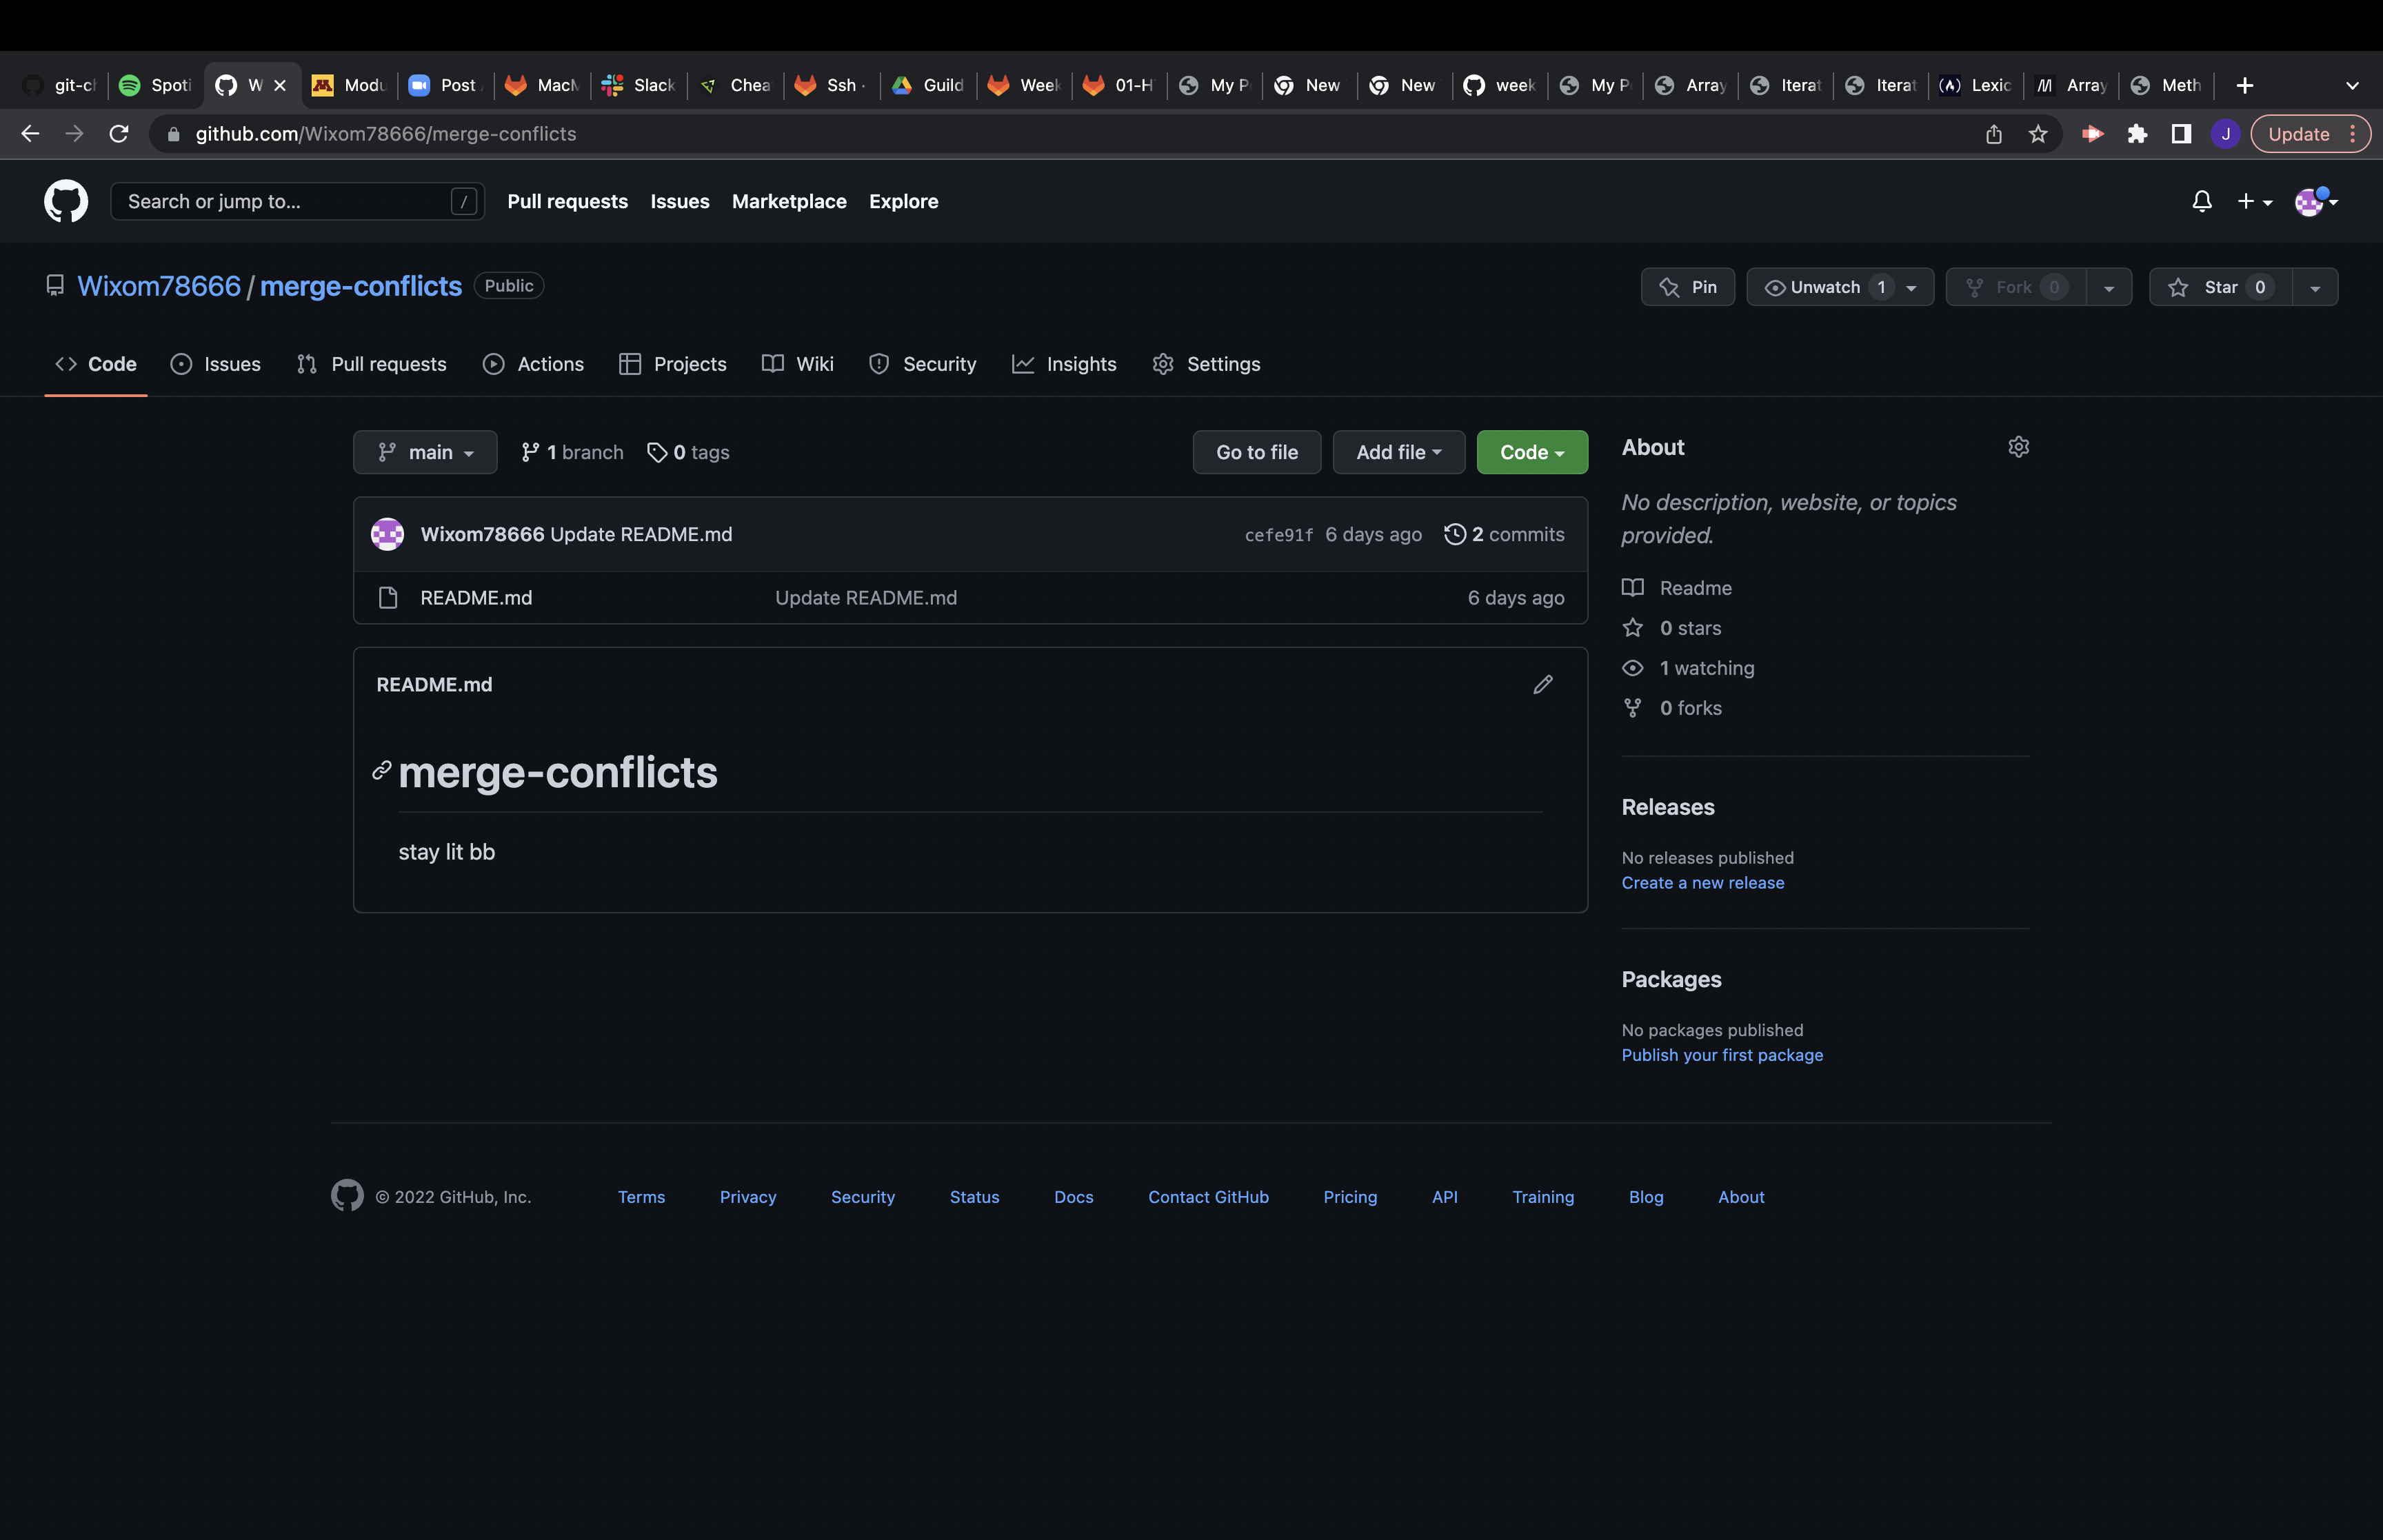 git-cl Spoti W Modu Post MacM Slack Chea Ssh · Guild Week 01-H My P New New week My P Array Iterat Iterat Lexic Array Meth
github.com/Wixom78666/merge-conflicts J Update
Search or jump to... / Pull requests Issues Marketplace Explore
Wixom78666 / merge-conflicts Public Pin Unwatch 1 Fork 0 Star 0
Code Issues Pull requests Actions Projects Wiki Security Insights Settings
main 1 branch 0 tags Go to file Add file Code
Wixom78666 Update README.md cefe91f 6 days ago 2 commits
README.md Update README.md 6 days ago
README.md
merge-conflicts
stay lit bb
About
No description, website, or topics
provided.
Readme
0 stars
1 watching
0 forks
Releases
No releases published
Create a new release
Packages
No packages published
Publish your first package
© 2022 GitHub, Inc. Terms Privacy Security Status Docs Contact GitHub Pricing API Training Blog About